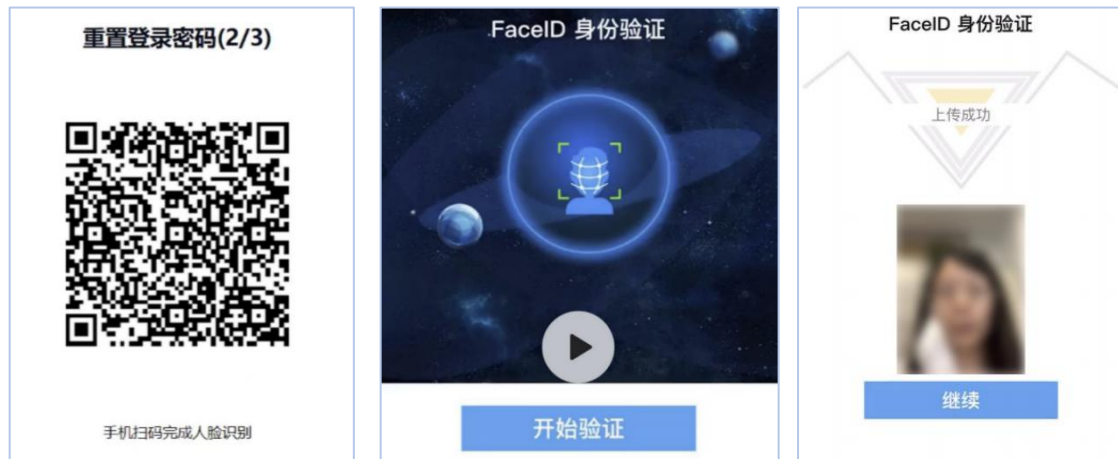 重置登录密码(2/3)
手机扫码完成人脸识别
FaceID 身份验证
开始验证
FaceID 身份验证
上传成功
继续